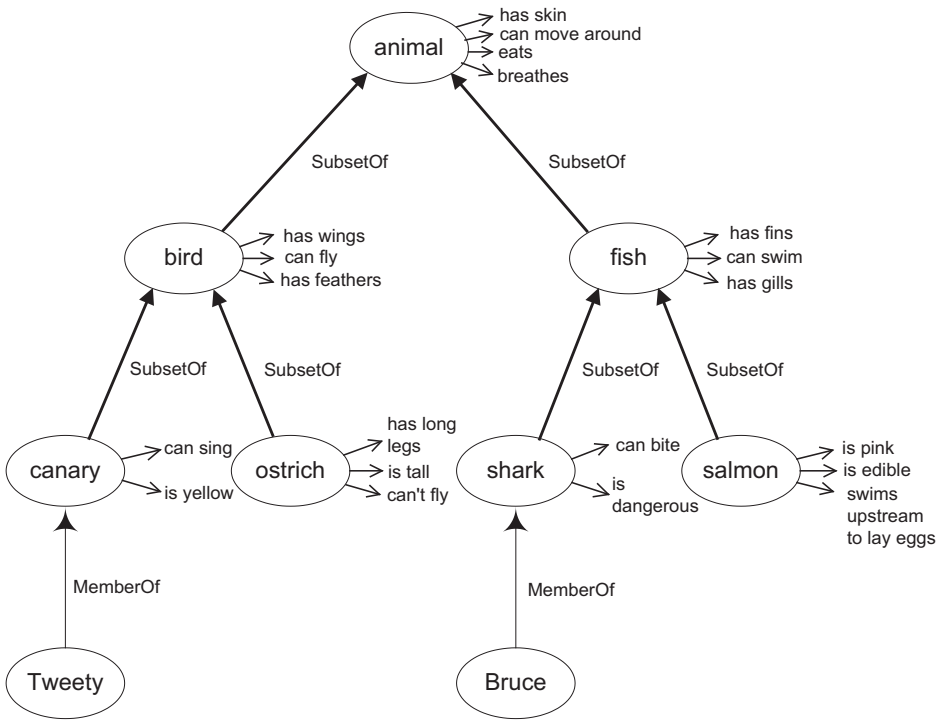 animal
has skin
can move around
eats
breathes
SubsetOf
SubsetOf
bird
has wings
can fly
has feathers
fish
has fins
can swim
has gills
SubsetOf
SubsetOf
SubsetOf
SubsetOf
canary
can sing
is yellow
ostrich
has long
legs
is tall
can't fly
shark
can bite
is
dangerous
salmon
is pink
is edible
swims
upstream
to lay eggs
MemberOf
MemberOf
Tweety
Bruce